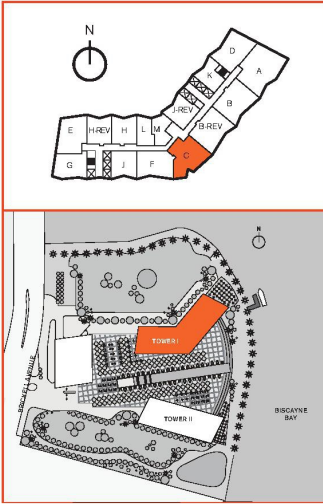 N
D
A
K
J-REV
B
B-REV
E
H-REV
H
L
M
G
J
F
C
N
TOWER I
BRICKELL AVENUE
TOWER II
BISCAYNE
BAY